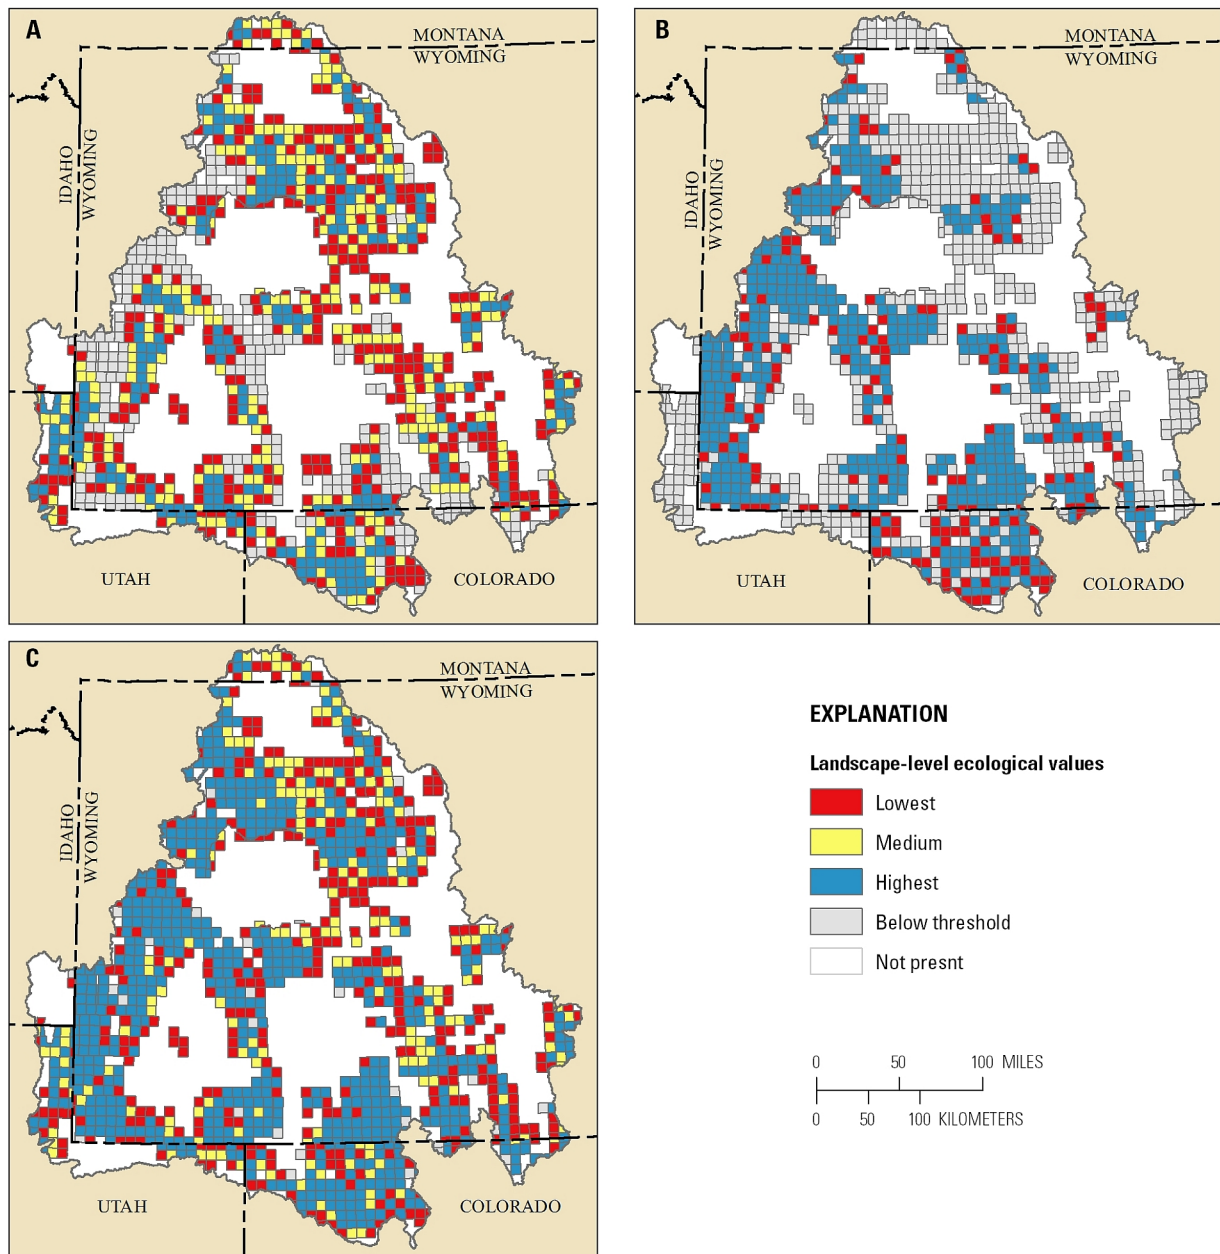 A
MONTANA
WYOMING
IDAHO
WYOMING
UTAH
COLORADO
B
MONTANA
WYOMING
IDAHO
WYOMING
UTAH
COLORADO
C
MONTANA
WYOMING
IDAHO
WYOMING
UTAH
COLORADO
EXPLANATION
Landscape-level ecological values
Lowest
Medium
Highest
Below threshold
Not presnt
0 50 100 MILES
0 50 100 KILOMETERS